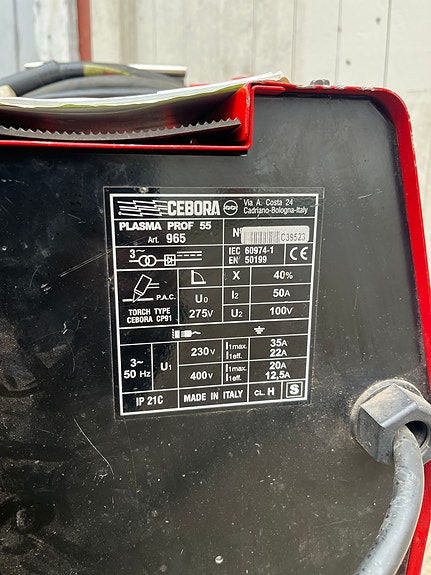 CEBORA Via A. Costa 24
Cadriano-Bologna-Italy
PLASMA PROF 55
Art. 965
N° C39523
IEC 60974-1
EN 50199
CE
3~
P.A.C.
TORCH TYPE
CEBORA CP91
X 40%
U0 275V
I2 50A
U2 100V
3~
50 Hz
U1
230V I1max. 35A
I1eff. 22A
400V I1max. 20A
I1eff. 12,5A
IP 21C MADE IN ITALY CL. H S